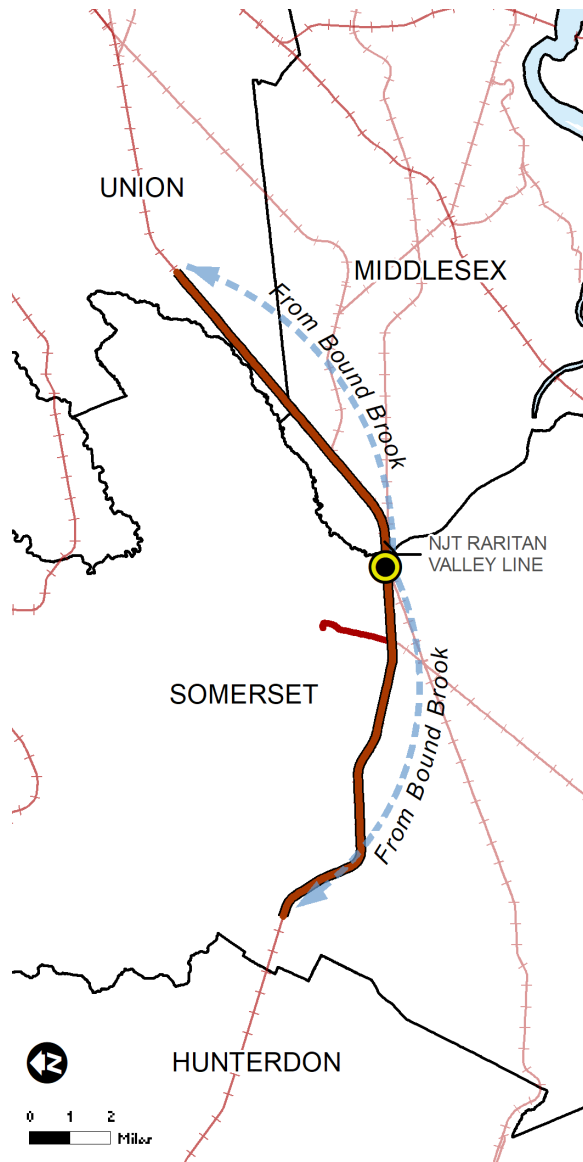 UNION
MIDDLESEX
From Bound Brook
NJT RARITAN
VALLEY LINE
SOMERSET
From Bound Brook
HUNTERDON
N
0 1 2
Miles